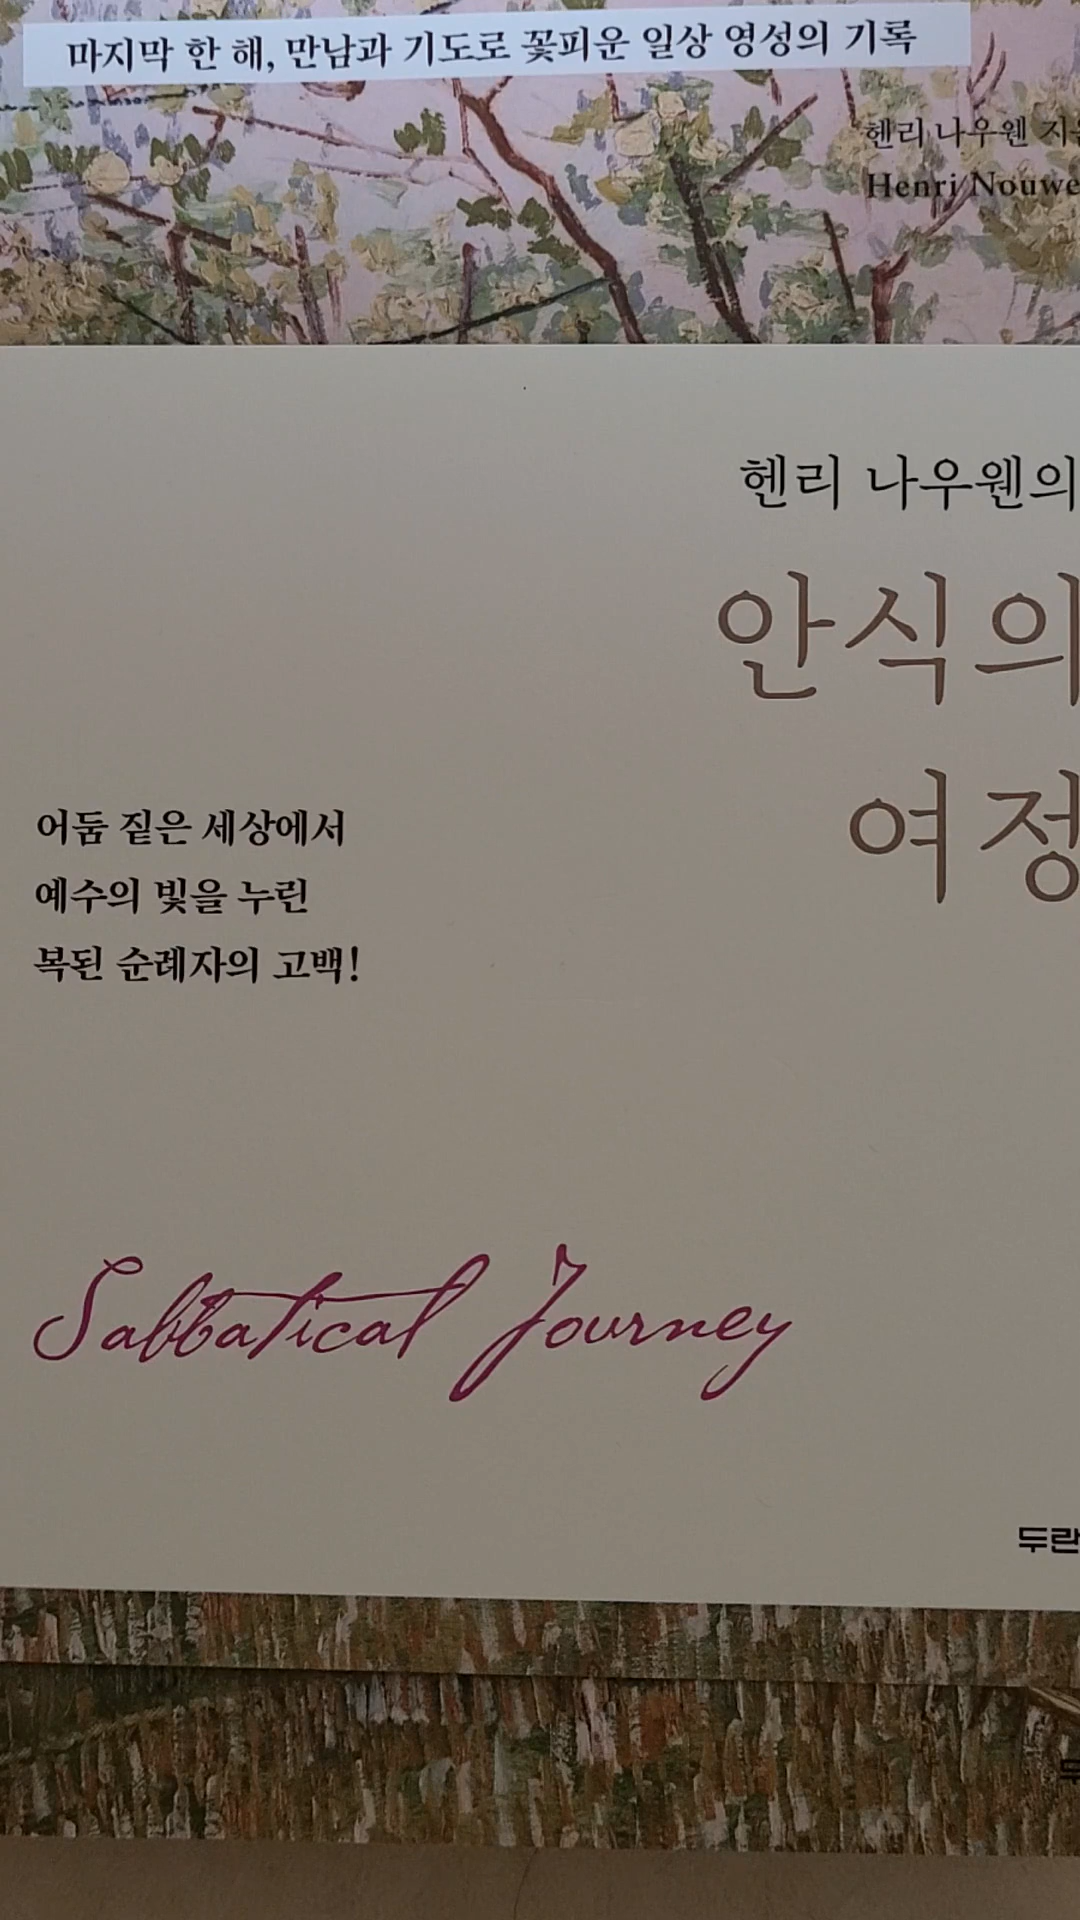 마지막 한 해, 만남과 기도로 꽃피운 일상 영성의 기록
헨리 나우웬
Henri Nouwe
헨리 나우웬의
안식의
여정
어둠 짙은 세상에서
예수의 빛을 누린
복된 순례자의 고백!
Sabbatical Journey
두란